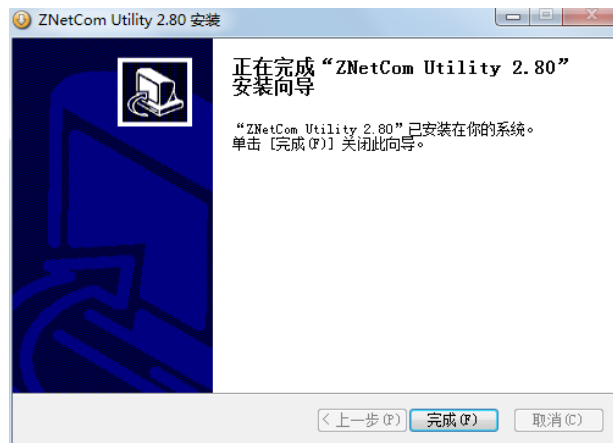 ZNetCom Utility 2.80 安装
正在完成“ZNetCom Utility 2.80”
安装向导
“ZNetCom Utility 2.80”已安装在你的系统。
单击 [完成(F)] 关闭此向导。
< 上一步(P) 完成(F) 取消(C)